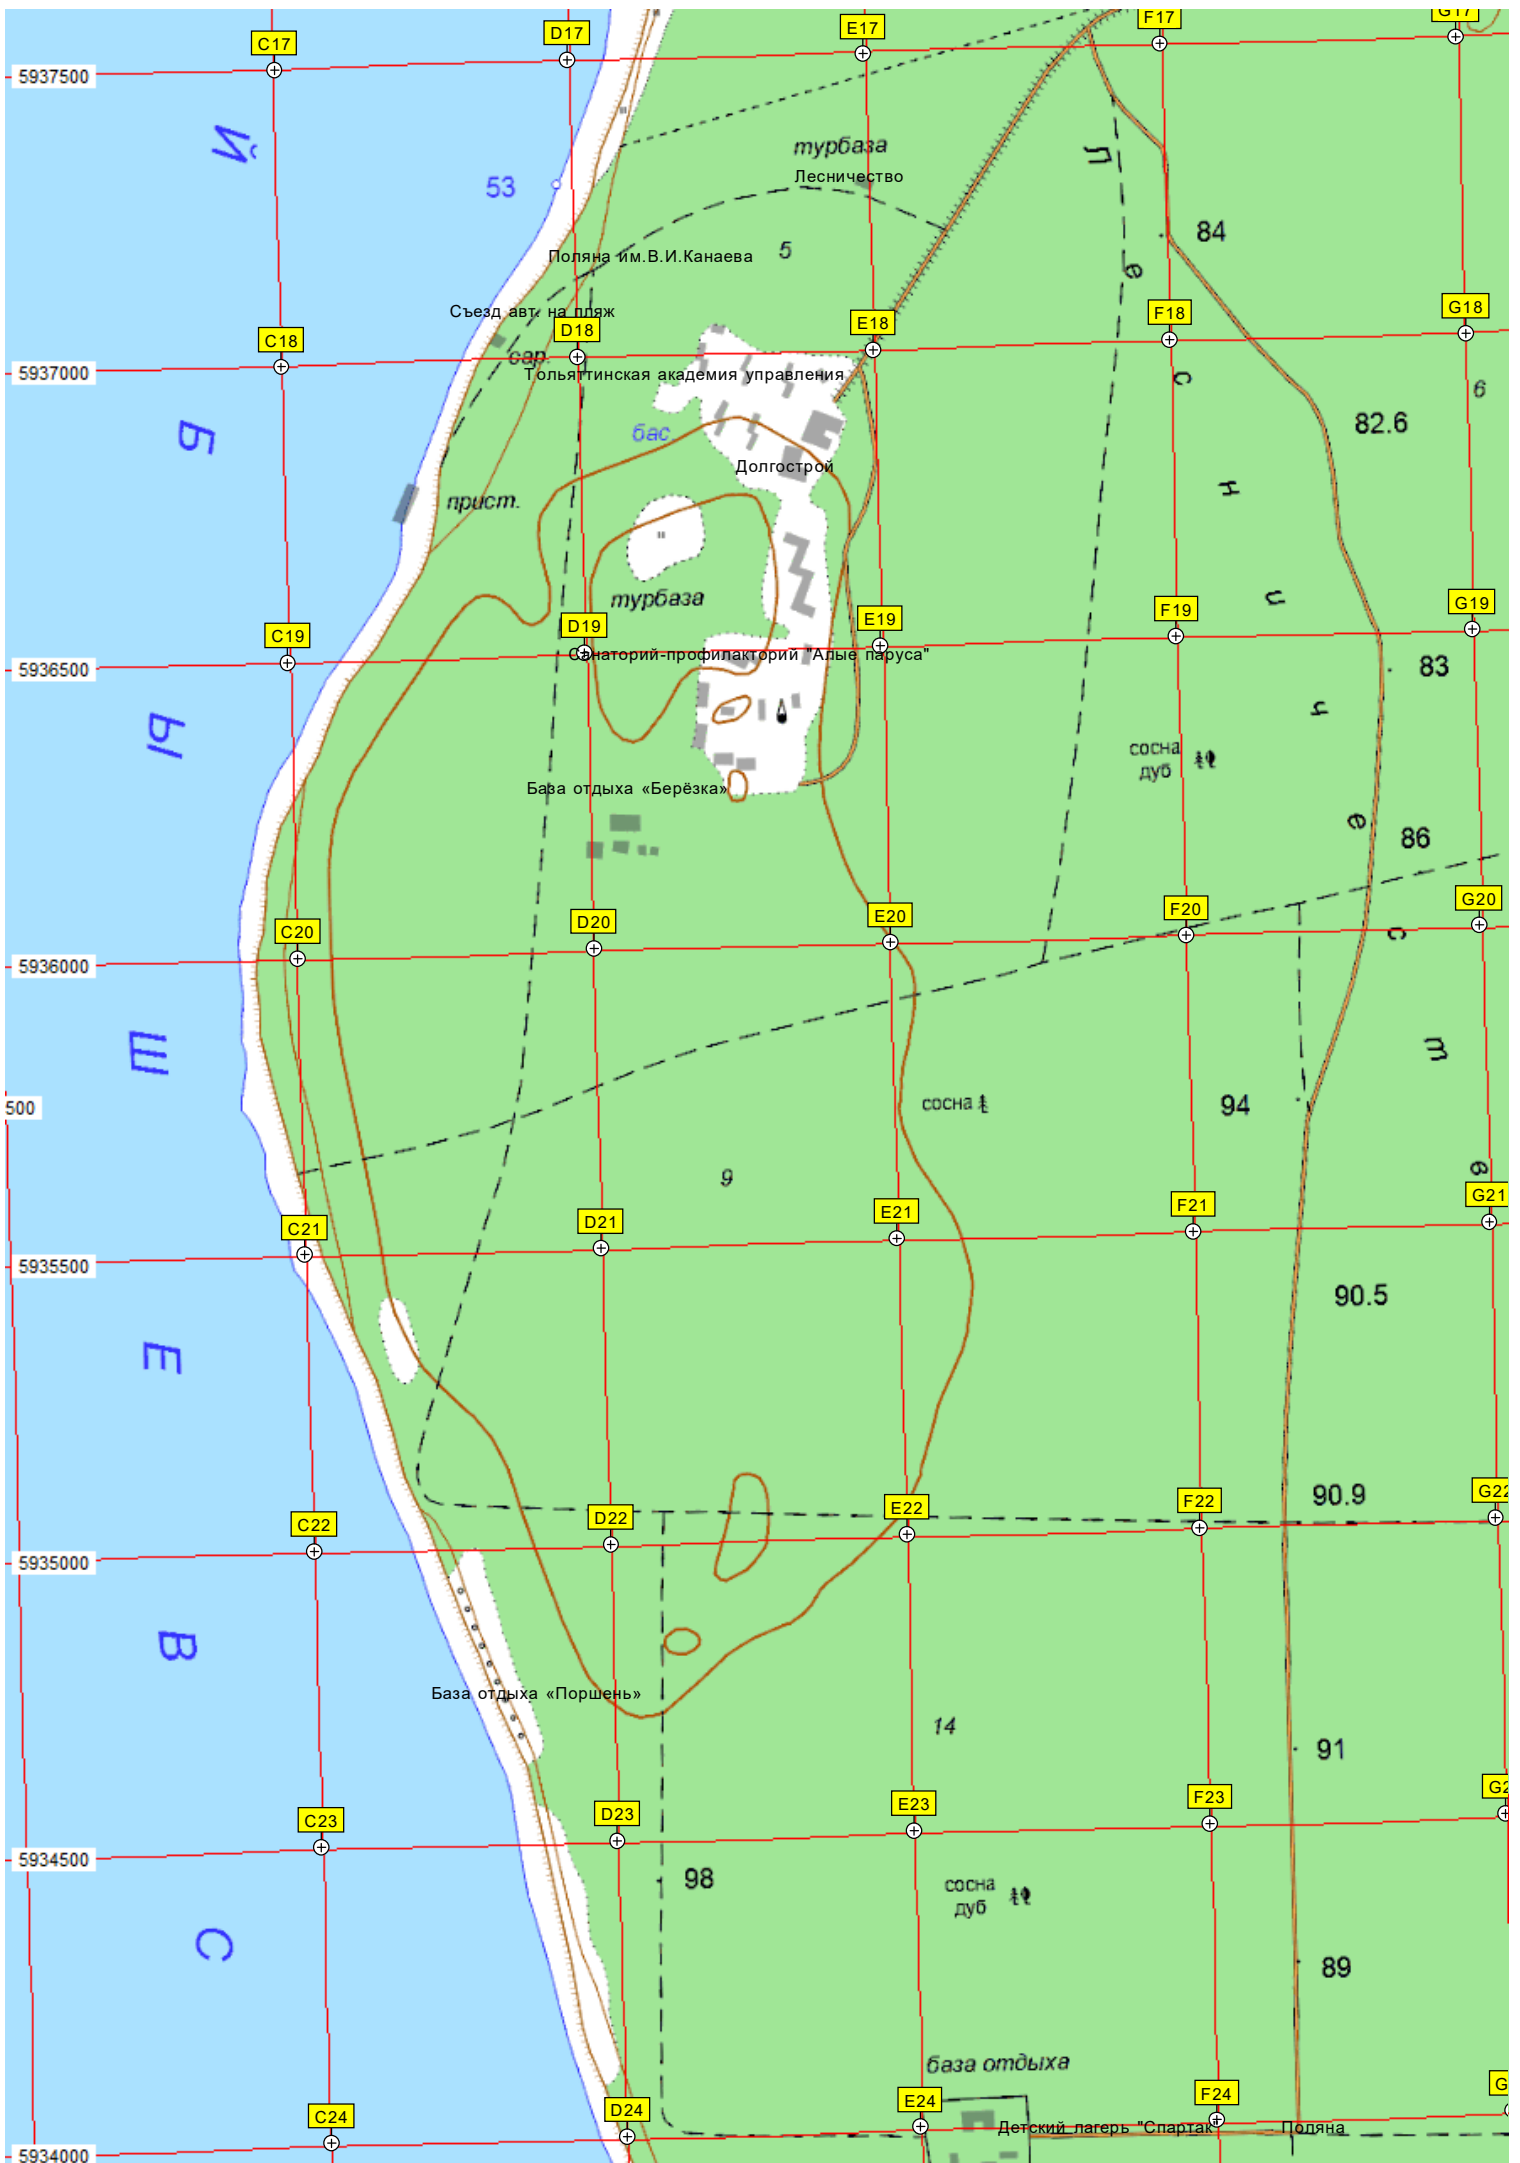 C17
D17
E17
F17
G17
5937500
Й
турбаза
Лесничество
Л
53
84
5
Поляна им.В.И.Канаева
е
Съезд авт. на пляж
C18
D18
E18
F18
G18
сар.
5937000
Тольяттинская академия управления
с
6
82.6
Б
бас.
Долгострой
прист.
н
турбаза
и
C19
D19
E19
F19
G19
5936500
Санаторий-профилакторий "Алые паруса"
83
ч
Ы
сосна
дуб
База отдыха «Берёзка»
е
86
C20
D20
E20
F20
G20
с
5936000
Ш
т
500
сосна
94
9
в
C21
D21
E21
F21
G21
5935500
90.5
Е
90.9
C22
D22
E22
F22
G22
5935000
В
База отдыха «Поршень»
14
91
C23
D23
E23
F23
5934500
98
сосна
дуб
С
89
база отдыха
C24
D24
E24
F24
G
Детский лагерь "Спартак"
Поляна
5934000